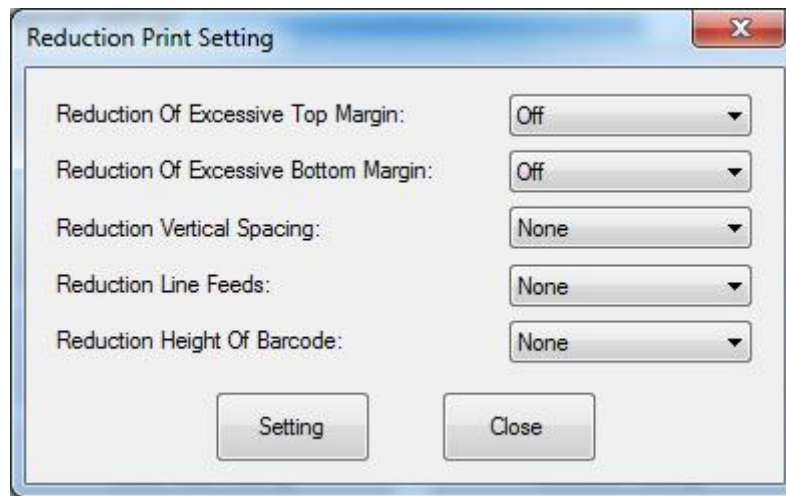 Reduction Print Setting
Reduction Of Excessive Top Margin: Off
Reduction Of Excessive Bottom Margin: Off
Reduction Vertical Spacing: None
Reduction Line Feeds: None
Reduction Height Of Barcode: None
Setting Close